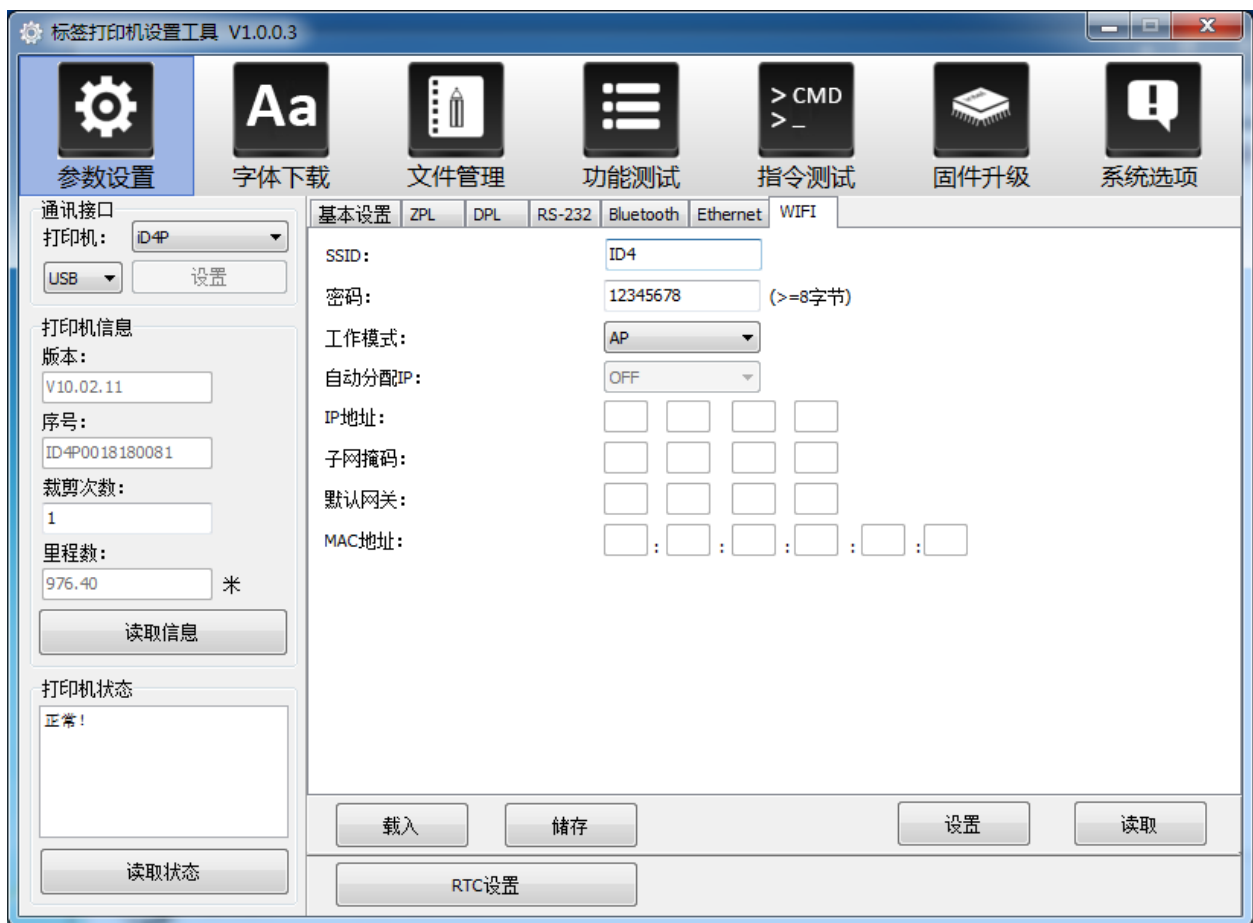 标签打印机设置工具 V1.0.0.3
Aa
> CMD
>_
参数设置 字体下载 文件管理 功能测试 指令测试 固件升级 系统选项
通讯接口
打印机: iD4P
USB 设置
打印机信息
版本:
V10.02.11
序号:
ID4P0018180081
裁剪次数:
1
里程数:
976.40 米
读取信息
打印机状态
正常!
读取状态
基本设置 ZPL DPL RS-232 Bluetooth Ethernet WIFI
SSID: ID4
密码: 12345678 (>=8字节)
工作模式: AP
自动分配IP: OFF
IP地址:
子网掩码:
默认网关:
MAC地址: : : : : :
载入 储存 设置 读取
RTC设置